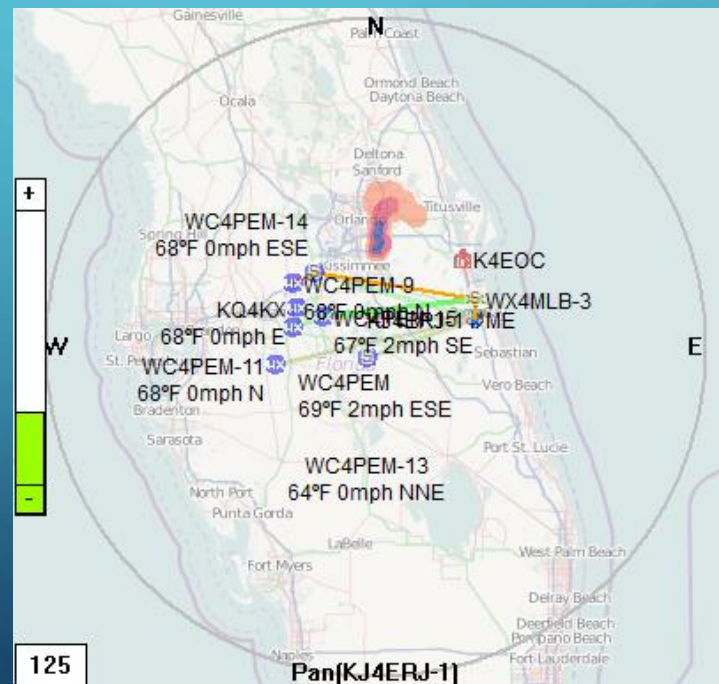 Gainesville
N
Palm Coast
Ormond Beach
Daytona Beach
Ocala
Deltona
Sanford
+
Titusville
WC4PEM-14
68°F 0mph ESE
Orlando
Spring Hill
K4EOC
Kissimmee
WC4PEM-9
68°F 0mph N
WX4MLB-3
KQ4KX
68°F 0mph E
KJ4ERJ-1
ME
67°F 2mph SE
Largo
W
E
St. Petersburg
Sebastian
WC4PEM-11
68°F 0mph N
WC4PEM
69°F 2mph ESE
Florida
Vero Beach
Bradenton
Sarasota
Port St. Lucie
WC4PEM-13
64°F 0mph NNE
North Port
Punta Gorda
-
LaBelle
West Palm Beach
Fort Myers
Delray Beach
Deerfield Beach
Pompano Beach
Fort Lauderdale
Naples
125
Pan[KJ4ERJ-1]